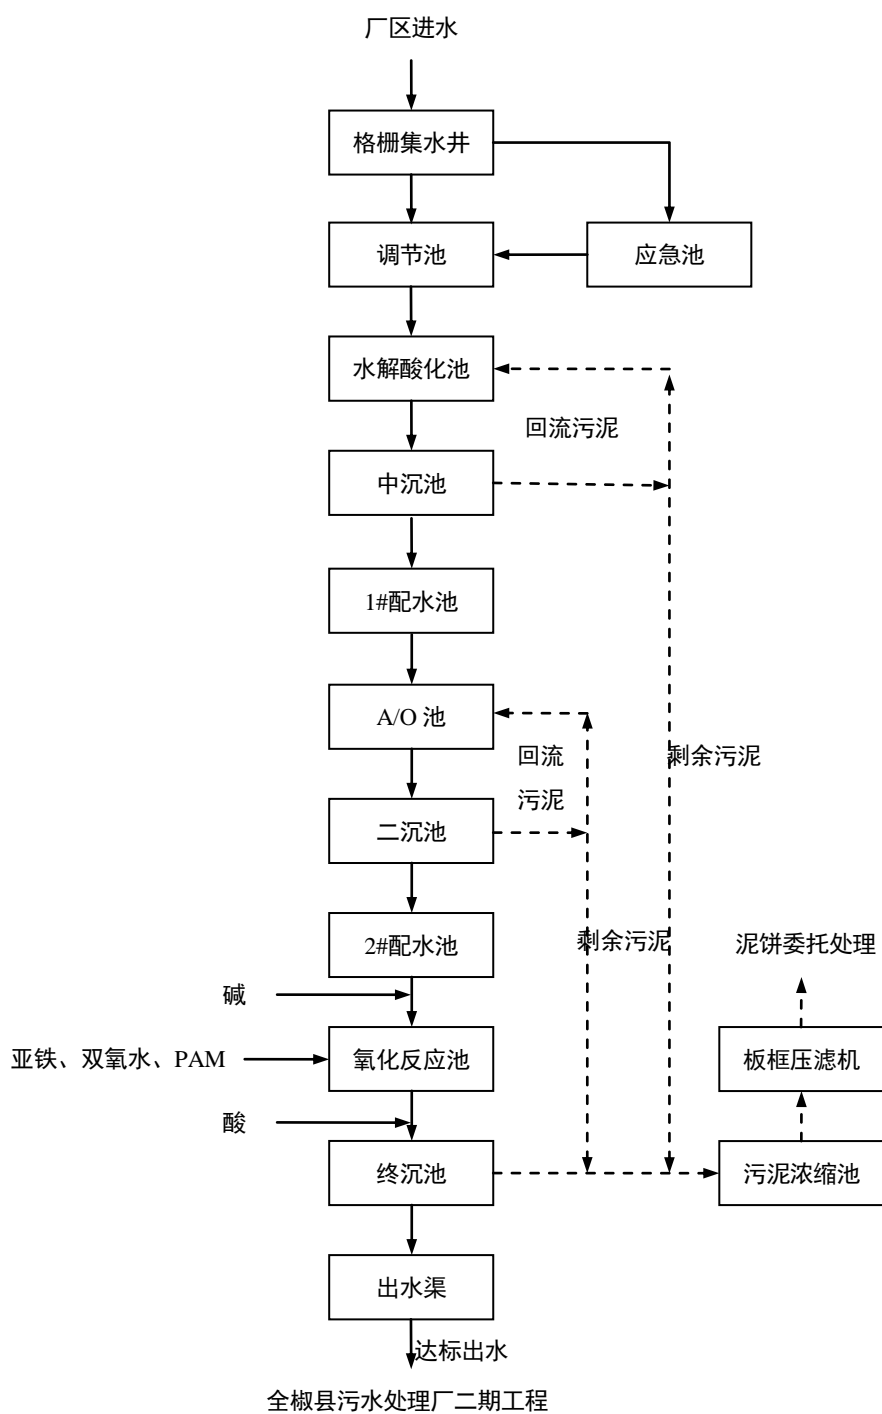 厂区进水
格栅集水井
调节池
应急池
水解酸化池
回流污泥
中沉池
1#配水池
A/O 池
回流
污泥
剩余污泥
二沉池
2#配水池
剩余污泥
泥饼委托处理
碱
亚铁、双氧水、PAM
氧化反应池
板框压滤机
酸
终沉池
污泥浓缩池
出水渠
达标出水
全椒县污水处理厂二期工程